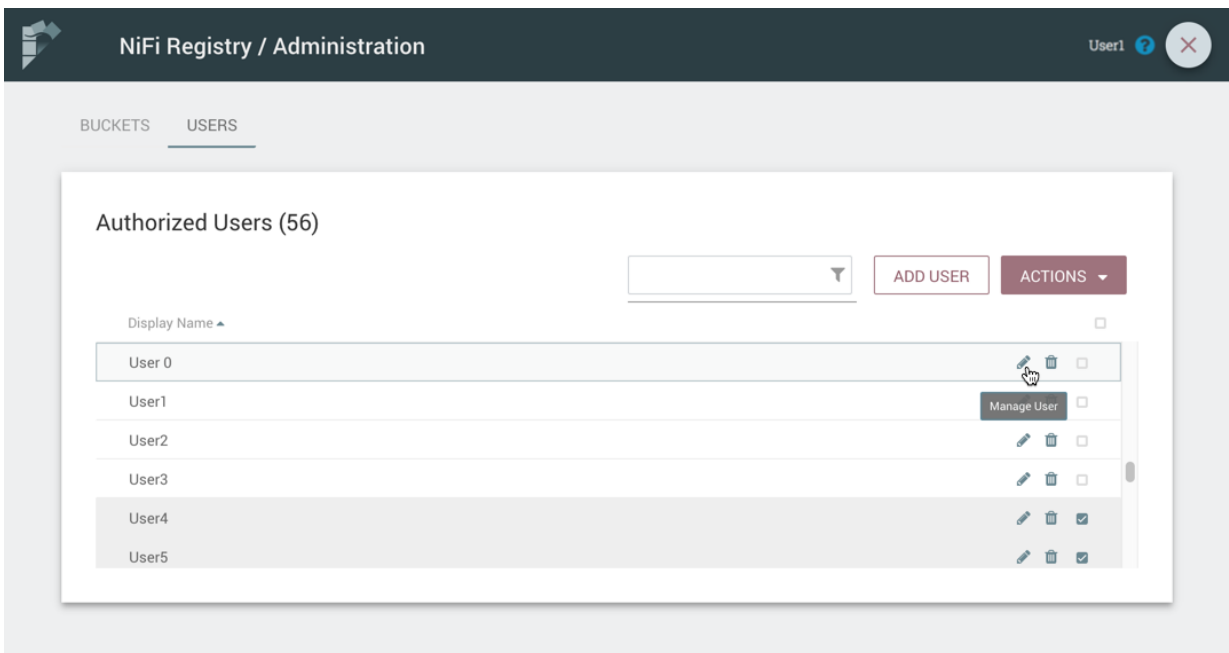 NiFi Registry / Administration
User1
BUCKETS
USERS
Authorized Users (56)
ADD USER
ACTIONS
Display Name
User 0
User1
Manage User
User2
User3
User4
User5